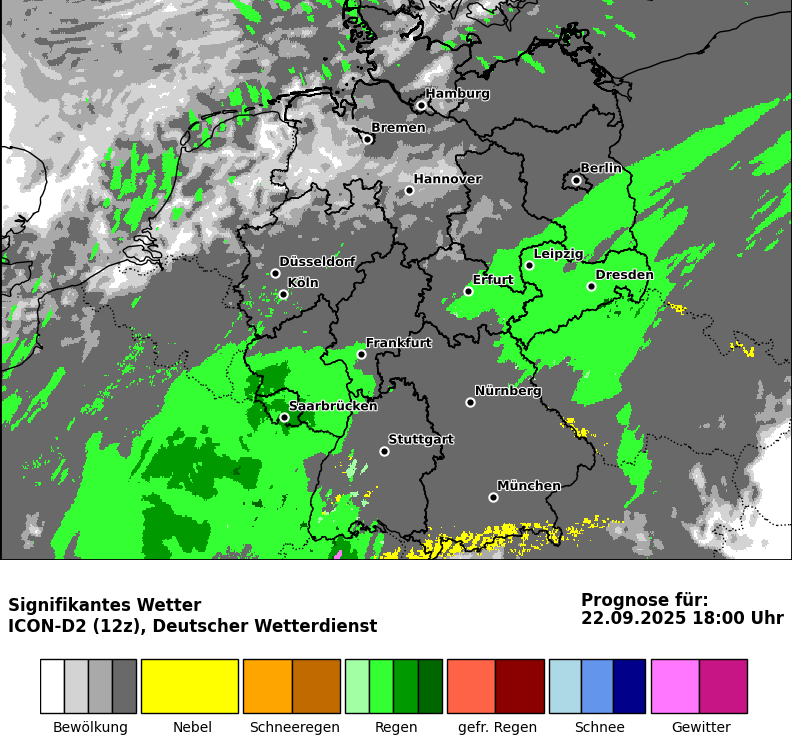 Hamburg
Bremen
Berlin
Hannover
Leipzig
Düsseldorf
Dresden
Erfurt
Köln
Frankfurt
Nürnberg
Saarbrücken
Stuttgart
München
Signifikantes Wetter
ICON-D2 (12z), Deutscher Wetterdienst
Prognose für:
22.09.2025 18:00 Uhr
Bewölkung Nebel Schneeregen Regen gefr. Regen Schnee Gewitter